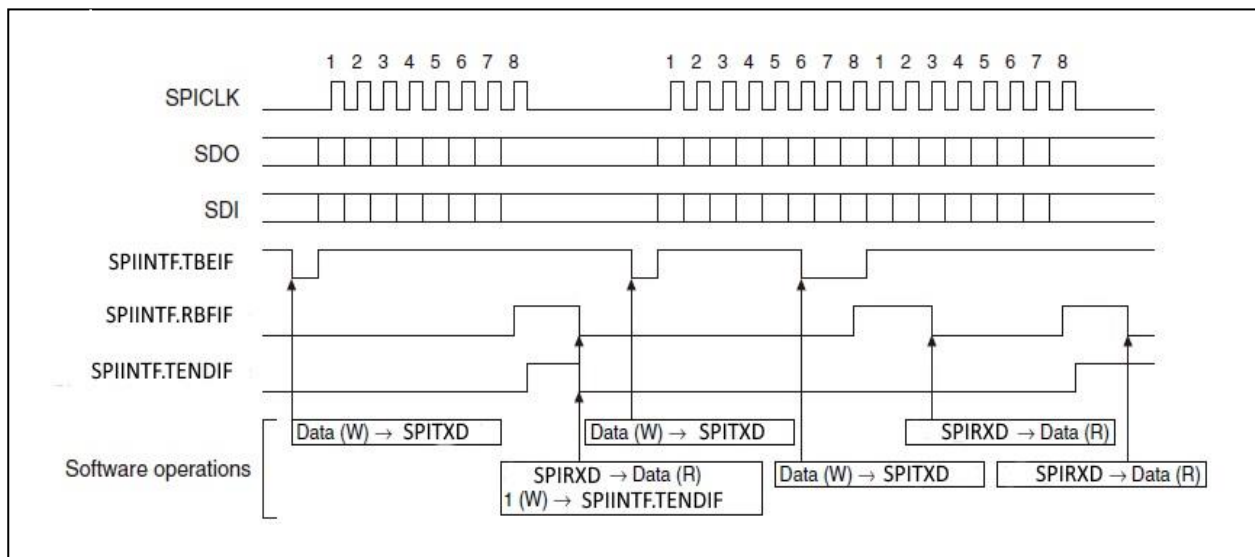 1 2 3 4 5 6 7 8 1 2 3 4 5 6 7 8 1 2 3 4 5 6 7 8
SPICLK
SDO
SDI
SPIINTF.TBEIF
SPIINTF.RBFIF
SPIINTF.TENDIF
Software operations
Data (W) → SPITXD
Data (W) → SPITXD
SPIRXD → Data (R)
SPIRXD → Data (R)
1 (W) → SPIINTF.TENDIF
Data (W) → SPITXD
SPIRXD → Data (R)